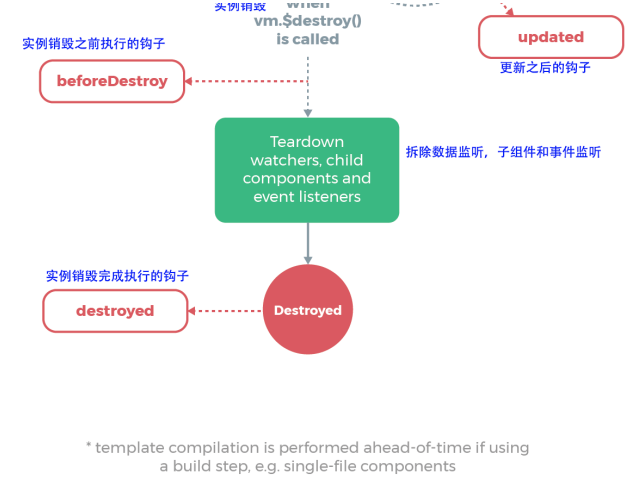 实例销毁
when
vm.$destroy()
is called
updated
更新之后的钩子
实例销毁之前执行的钩子
beforeDestroy
Teardown
watchers, child
components and
event listeners
拆除数据监听，子组件和事件监听
实例销毁完成执行的钩子
destroyed
Destroyed
* template compilation is performed ahead-of-time if using
a build step, e.g. single-file components